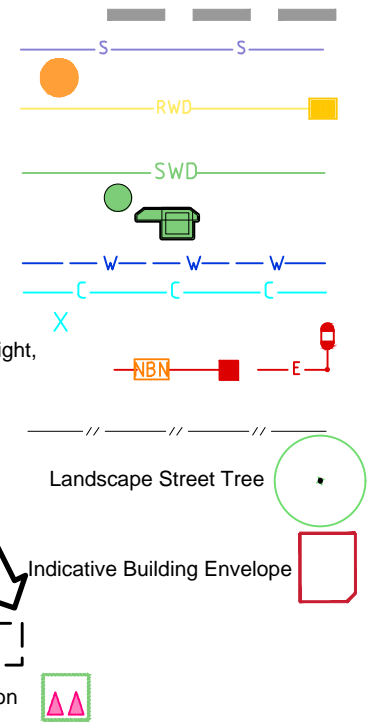 S S
RWD
SWD
W W W
C C C
X
ight,
NBN E
// // //
Landscape Street Tree
Indicative Building Envelope
on